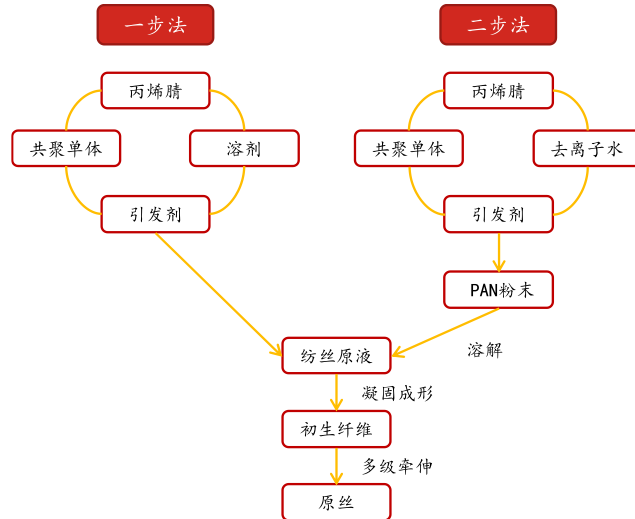 一步法
二步法
丙烯腈
丙烯腈
共聚单体
溶剂
共聚单体
去离子水
引发剂
引发剂
PAN粉末
纺丝原液
溶解
凝固成形
初生纤维
多级牵伸
原丝